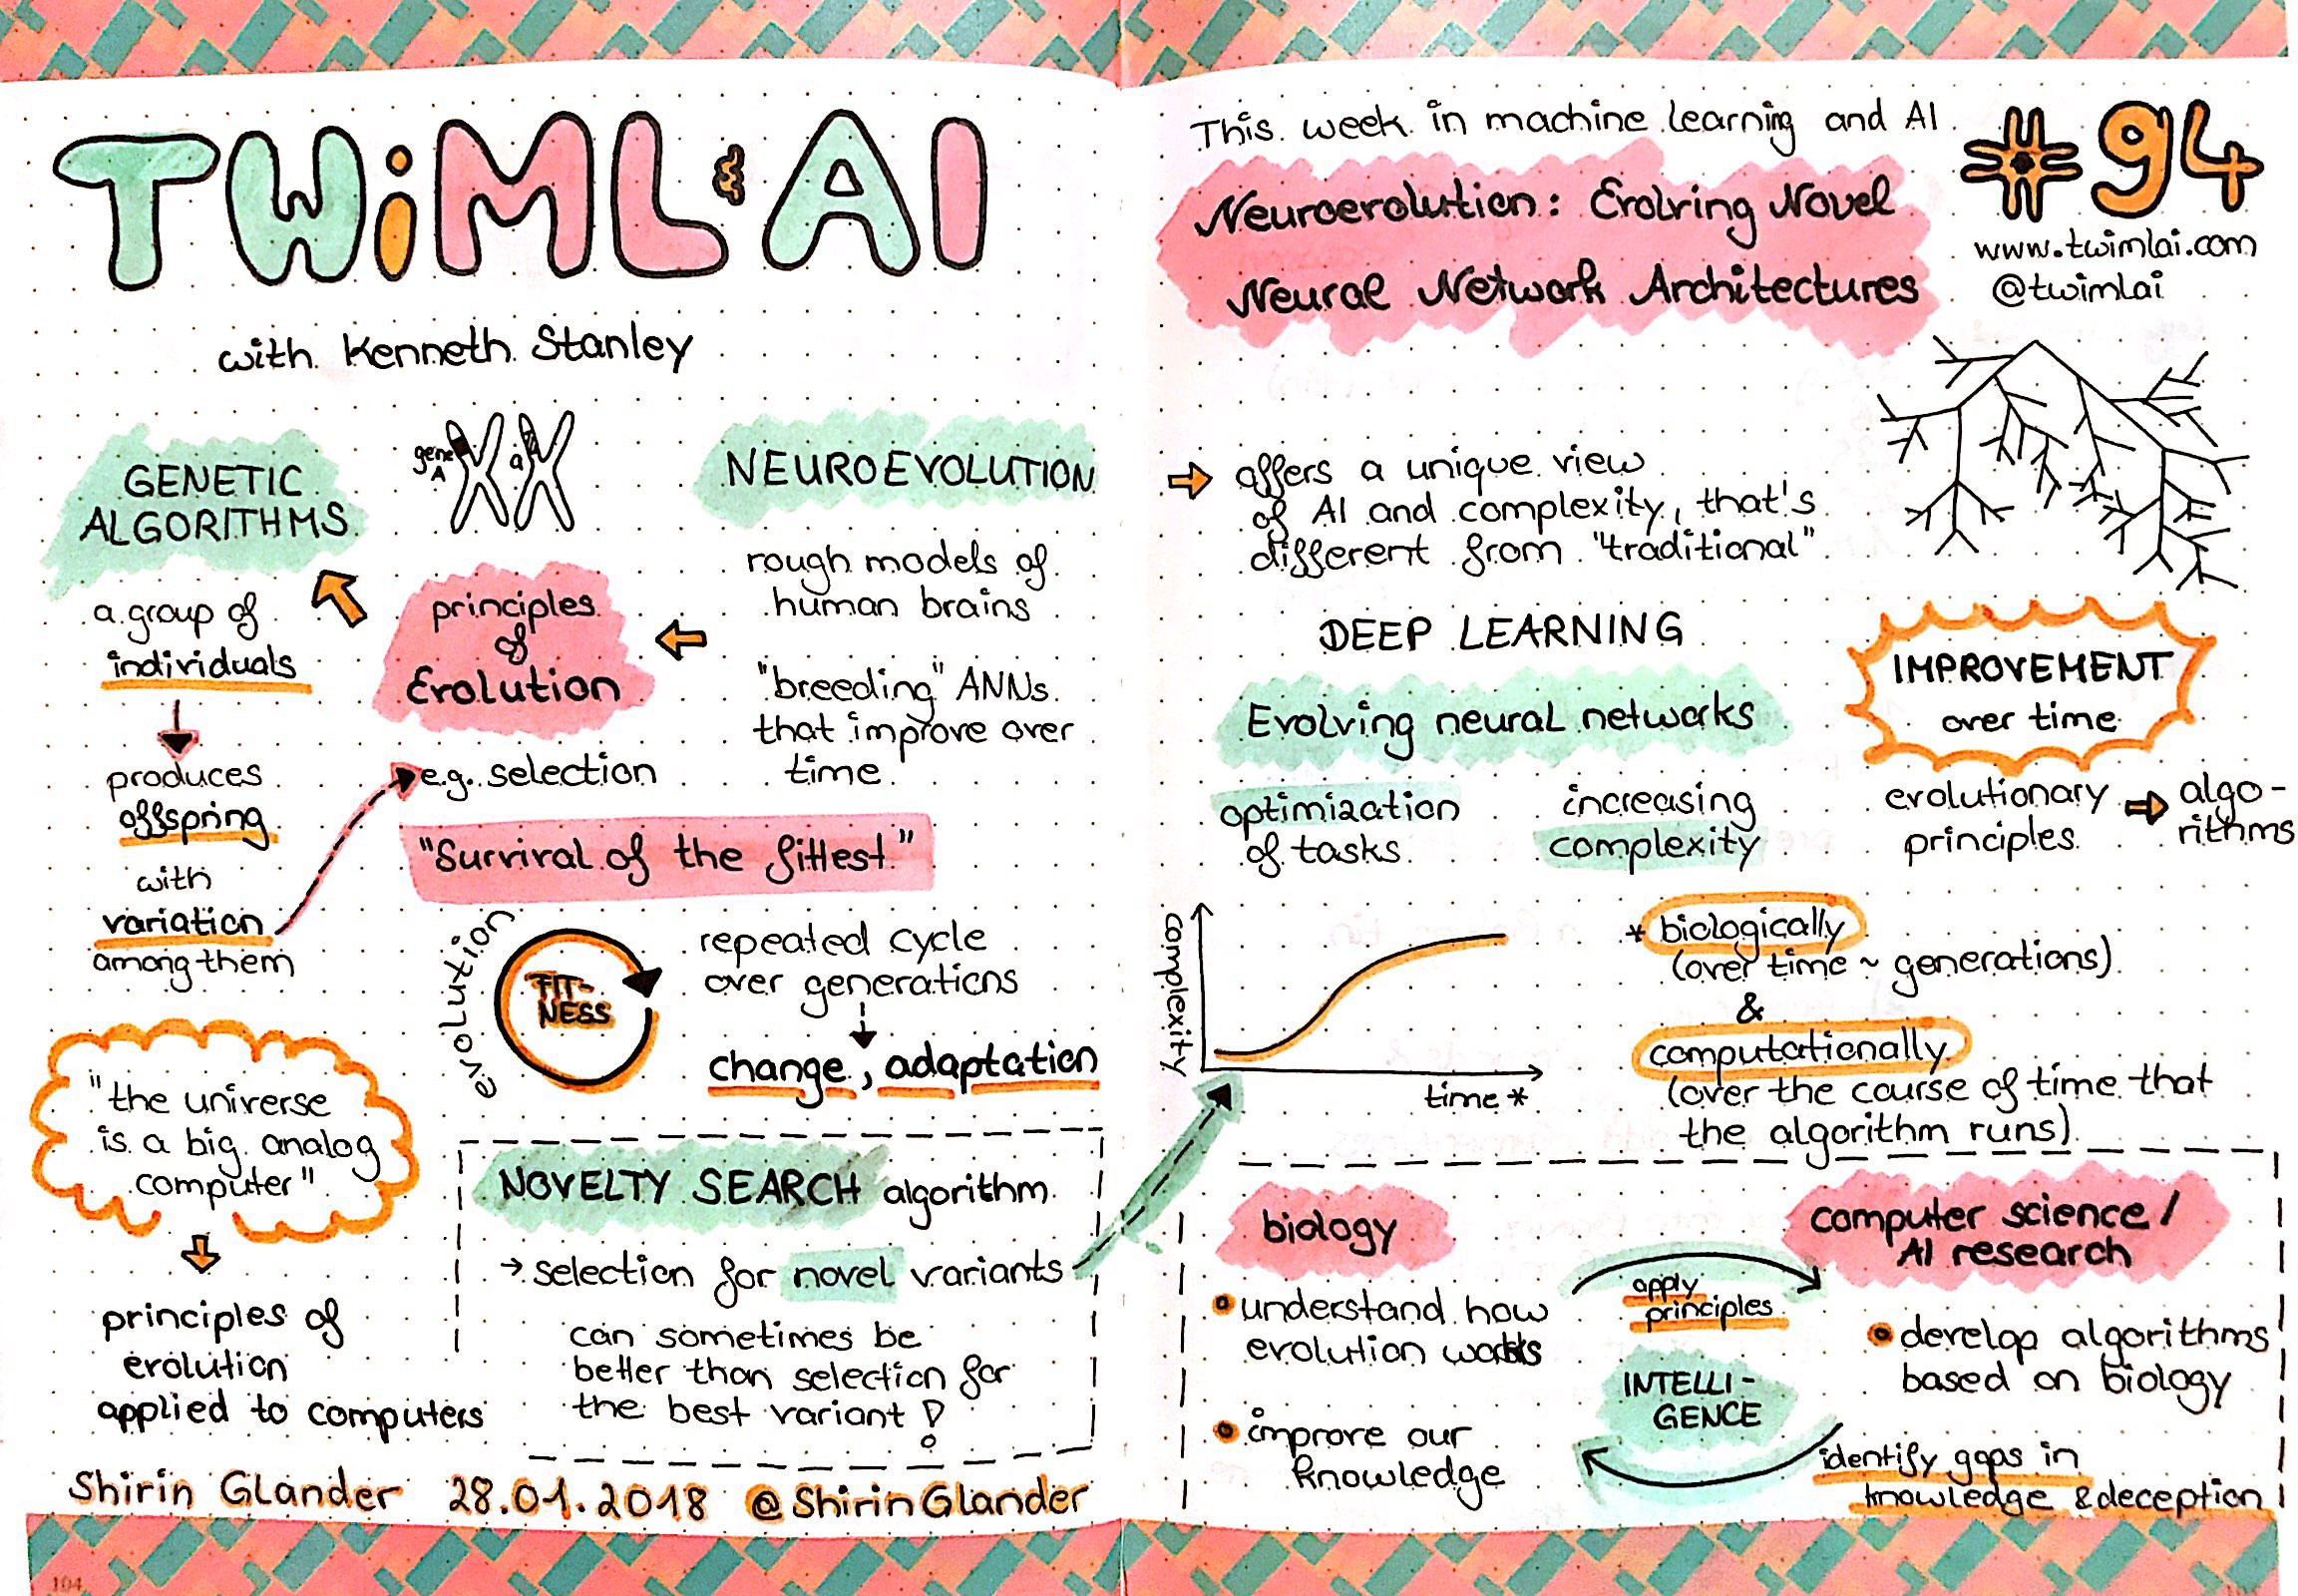 TWiML & AI
with Kenneth Stanley
This week in machine learning and AI
#94
Neuroevolution: Evolving Novel
Neural Network Architectures
www.twimlai.com
@twimlai
GENETIC
ALGORITHMS
a group of
individuals
produces
offspring
with
variation
among them
gene
A
a
principles
of
Evolution
e.g. selection
NEUROEVOLUTION
rough models of
human brains
"breeding" ANNs
that improve over
time
"Survival of the fittest"
evolution
FIT-
NESS
repeated cycle
over generations
change, adaptation
"the universe
is a big analog
computer"
principles of
evolution
applied to computers
NOVELTY SEARCH algorithm
→ selection for novel variants
can sometimes be
better than selection for
the best variant !
Shirin Glander 28.01.2018 @ShirinGlander
104
offers a unique view
of AI and complexity, that's
different from "traditional"
DEEP LEARNING
Evolving neural networks
optimization
of tasks
increasing
complexity
IMPROVEMENT
over time
evolutionary
principles
algo-
rithms
complexity
time *
* biologically
(over time ~ generations)
&
computationally
(over the course of time that
the algorithm runs)
biology
understand how
evolution works
improve our
knowledge
apply
principles
INTELLI-
GENCE
computer science /
AI research
develop algorithms
based on biology
identify gaps in
knowledge & deception